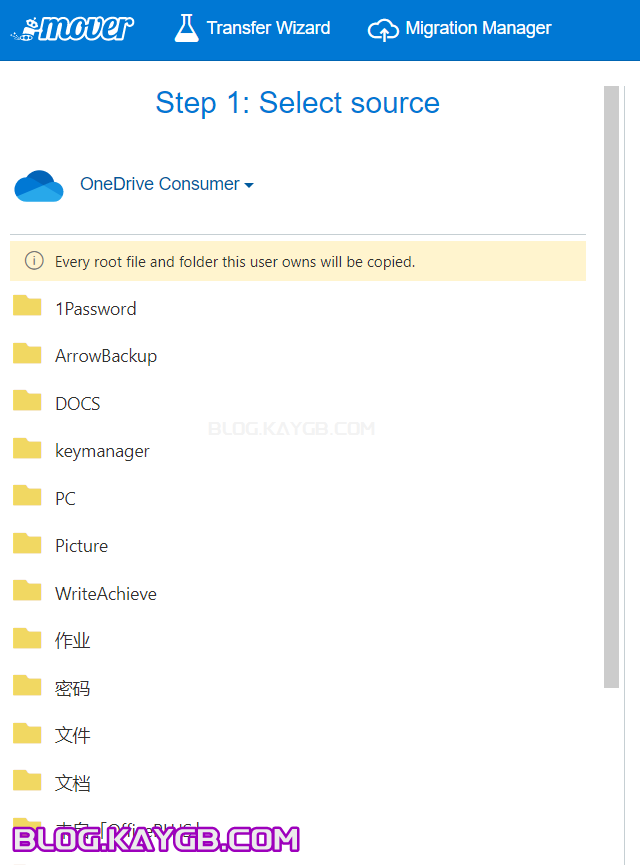 mover Transfer Wizard Migration Manager
Step 1: Select source
OneDrive Consumer
Every root file and folder this user owns will be copied.
1Password
ArrowBackup
DOCS
BLOG.KAYGB.COM
keymanager
PC
Picture
WriteAchieve
作业
密码
文件
文档
BLOG.KAYGB.COM